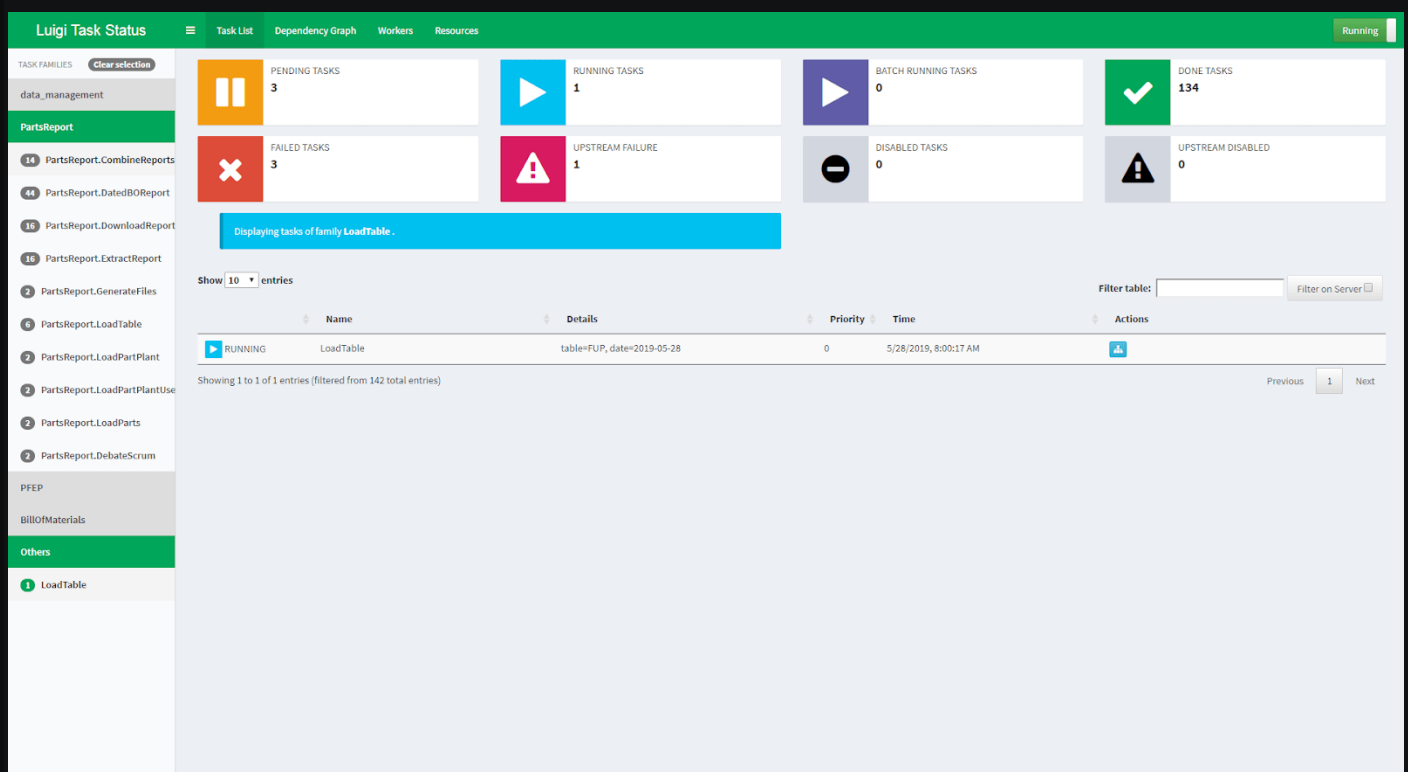 Luigi Task Status
Task List
Dependency Graph
Workers
Resources
Running
TASK FAMILIES
Clear selection
data_management
PartsReport
14 PartsReport.CombineReports
44 PartsReport.DatedBOReport
16 PartsReport.DownloadReport
16 PartsReport.ExtractReport
2 PartsReport.GenerateFiles
6 PartsReport.LoadTable
2 PartsReport.LoadPartPlant
2 PartsReport.LoadPartPlantUse
2 PartsReport.LoadParts
2 PartsReport.DebateScrum
PFEP
BillOfMaterials
Others
1 LoadTable
PENDING TASKS
3
RUNNING TASKS
1
BATCH RUNNING TASKS
0
DONE TASKS
134
FAILED TASKS
3
UPSTREAM FAILURE
1
DISABLED TASKS
0
UPSTREAM DISABLED
0
Displaying tasks of family LoadTable .
Show 10 entries
Filter table:
Filter on Server
Name Details Priority Time Actions
RUNNING LoadTable table=FUP, date=2019-05-28 0 5/28/2019, 8:00:17 AM
Showing 1 to 1 of 1 entries (filtered from 142 total entries)
Previous 1 Next